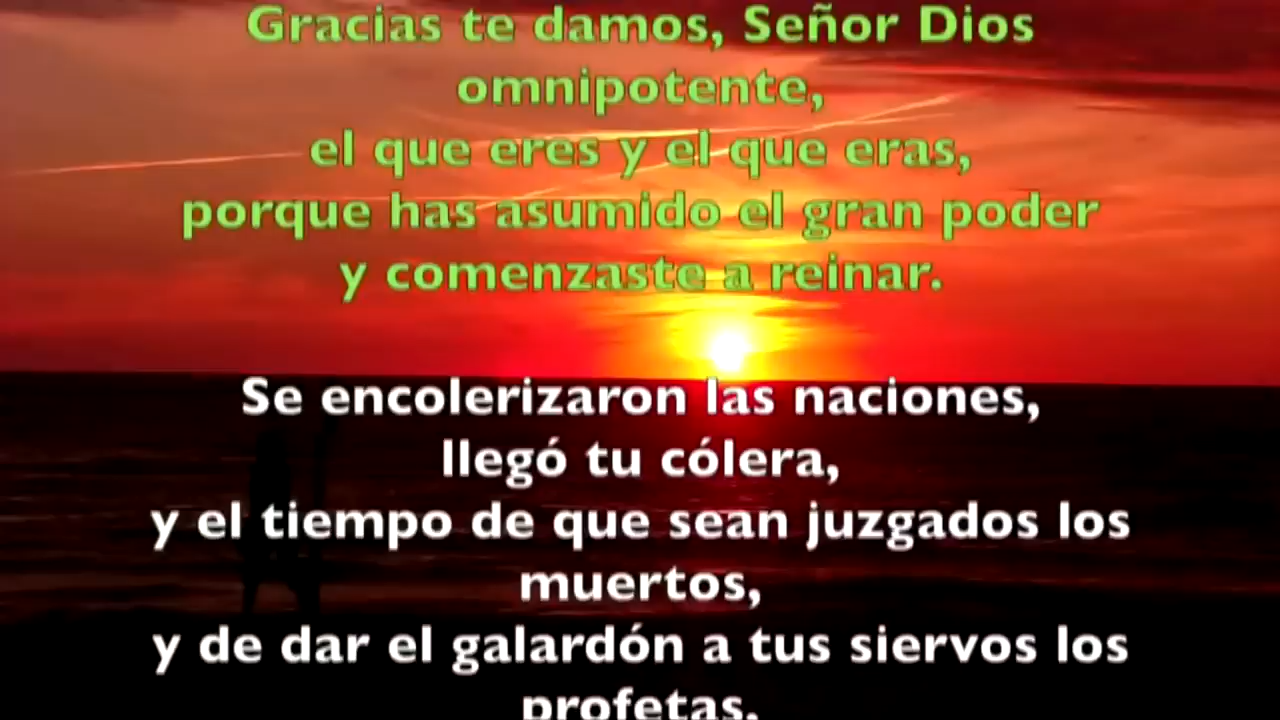 Gracias te damos, Señor Dios
omnipotente,
el que eres y el que eras,
porque has asumido el gran poder
y comenzaste a reinar.
Se encolerizaron las naciones,
llegó tu cólera,
y el tiempo de que sean juzgados los
muertos,
y de dar el galardón a tus siervos los
profetas,